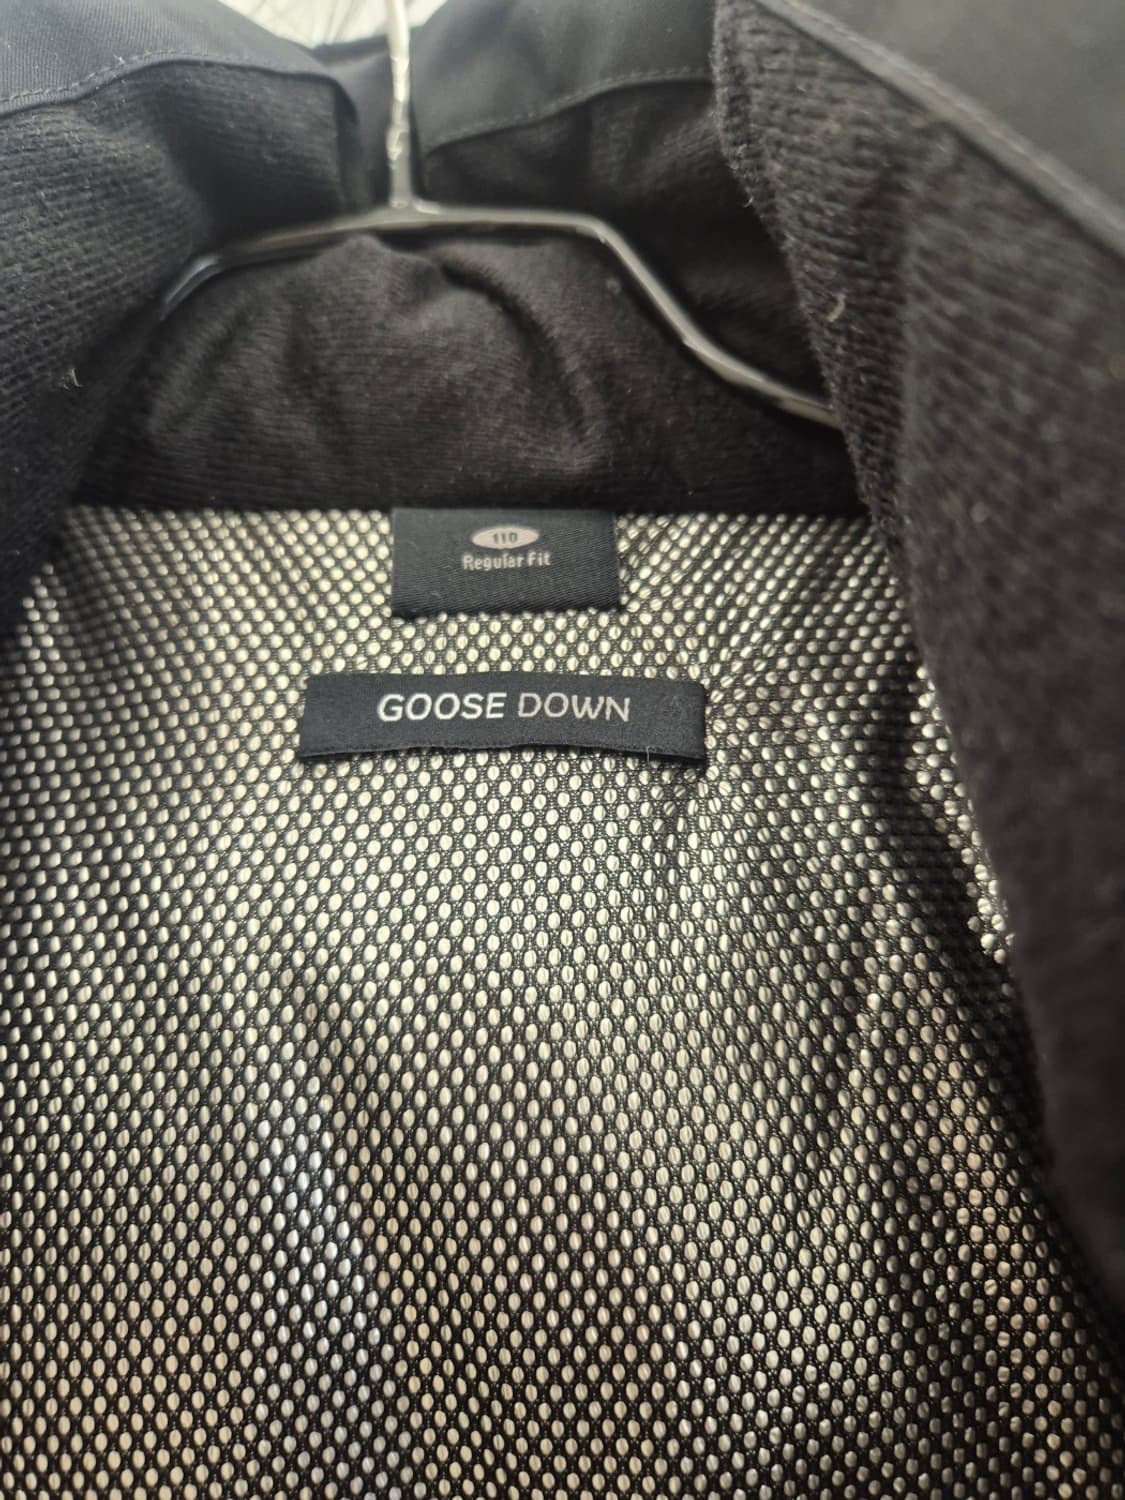 110
Regular Fit
GOOSE DOWN